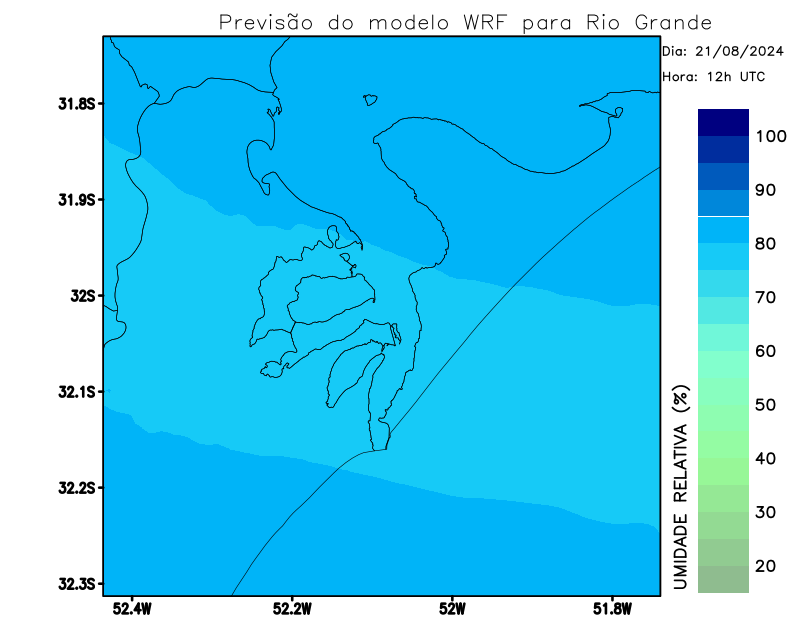 Previsão do modelo WRF para Rio Grande
Dia: 21/08/2024
Hora: 12h UTC
31.8S
31.9S
32S
32.1S
32.2S
32.3S
52.4W
52.2W
52W
51.8W
UMIDADE RELATIVA (%)
100
90
80
70
60
50
40
30
20